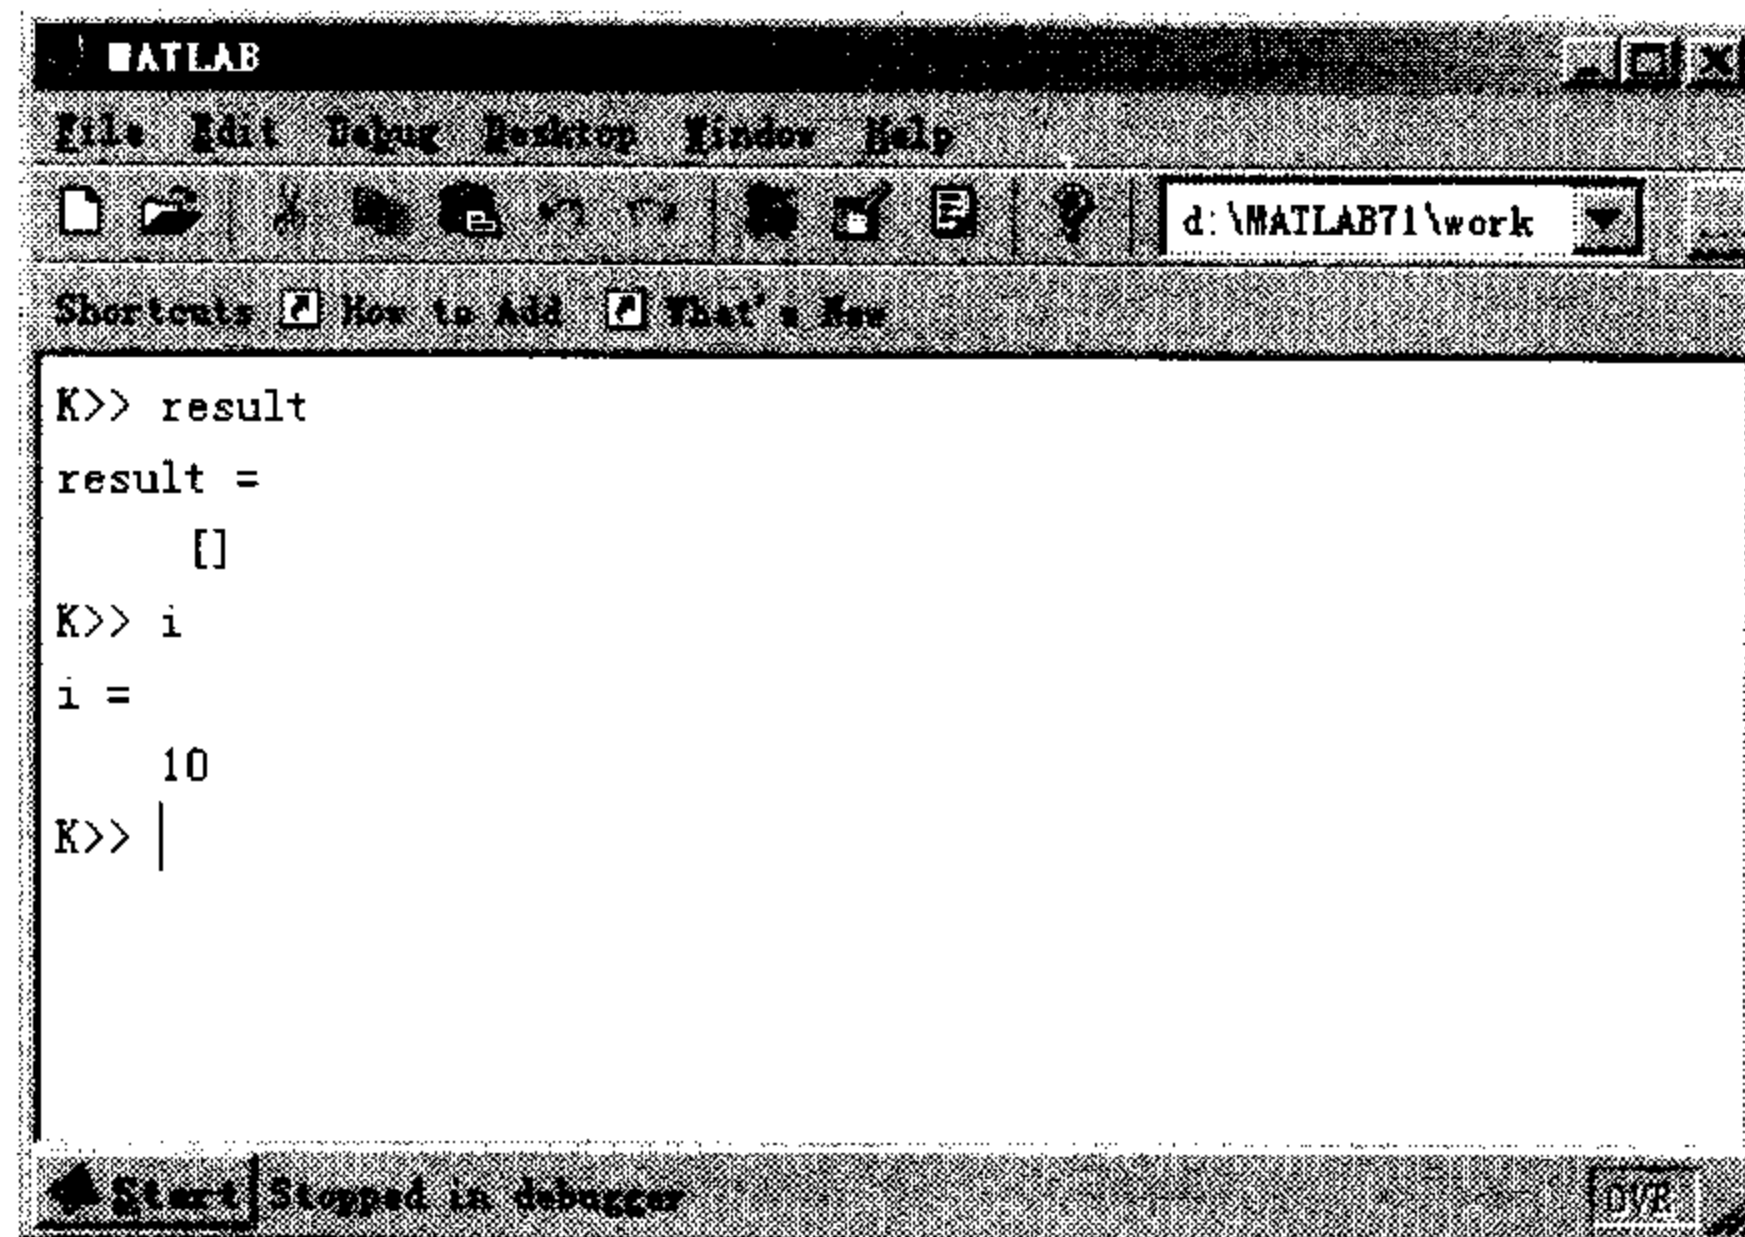 MATLAB
File Edit Debug Desktop Window Help
d:\MATLAB71\work
Shortcuts How to Add What's New
K>> result
result =
[]
K>> i
i =
10
K>>
Start Stopped in debugger OVR